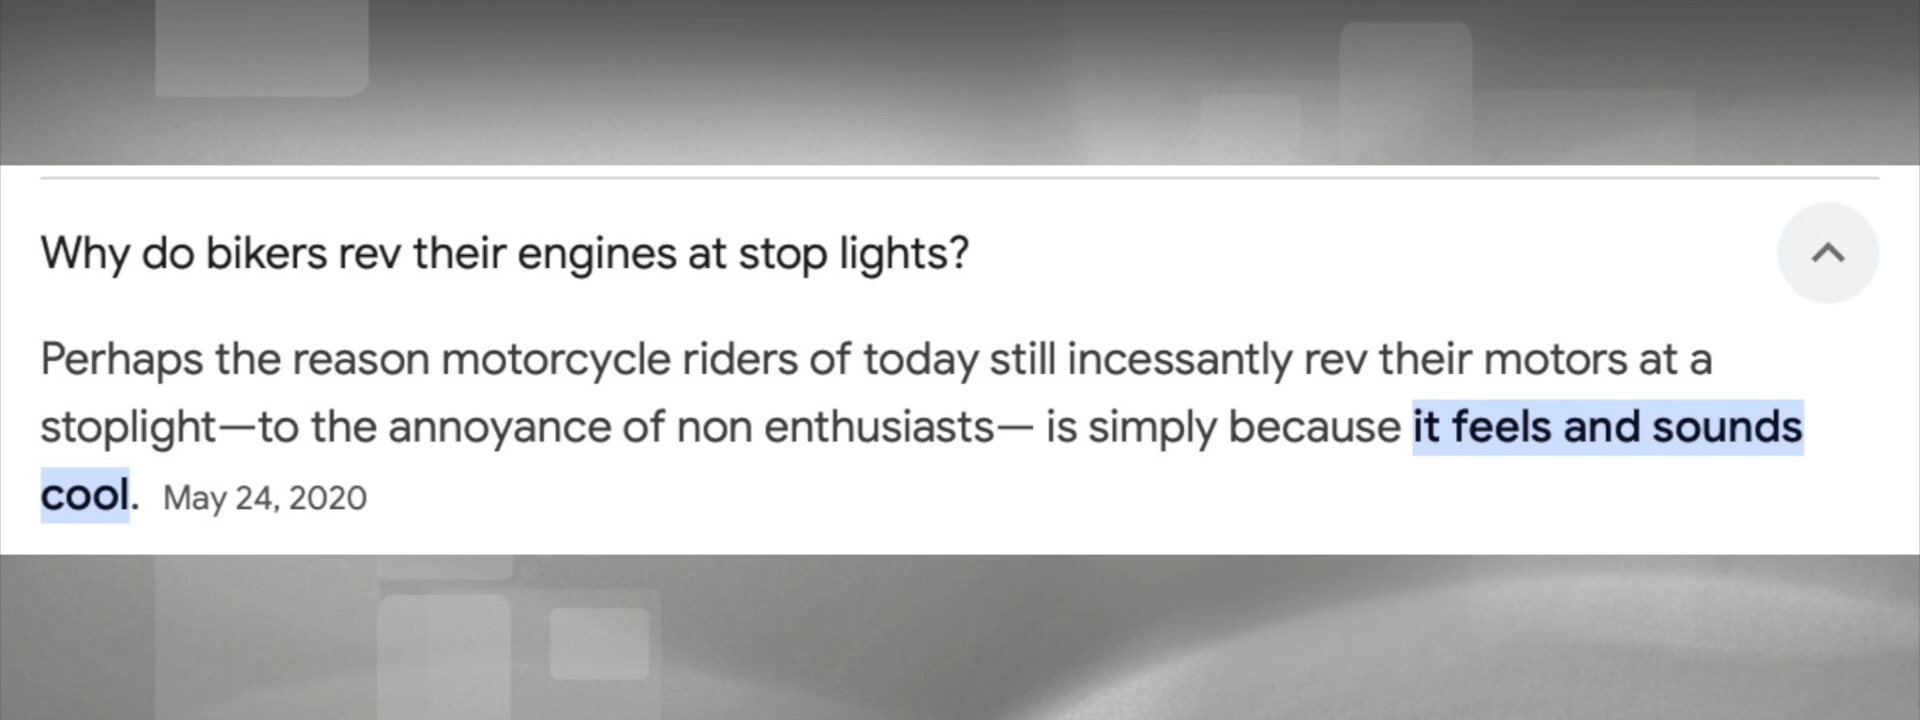 Why do bikers rev their engines at stop lights?
Perhaps the reason motorcycle riders of today still incessantly rev their motors at a
stoplight—to the annoyance of non enthusiasts— is simply because it feels and sounds
cool. May 24, 2020